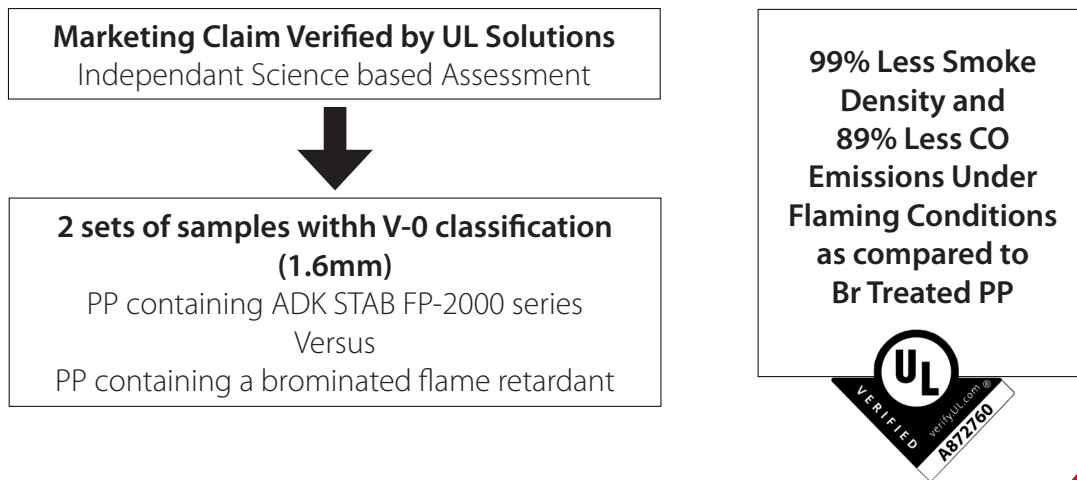 Marketing Claim Verified by UL Solutions
Independant Science based Assessment
2 sets of samples withh V-0 classification
(1.6mm)
PP containing ADK STAB FP-2000 series
Versus
PP containing a brominated flame retardant
99% Less Smoke
Density and
89% Less CO
Emissions Under
Flaming Conditions
as compared to
Br Treated PP
UL
VERIFIED
verifyUL.com ®
A872760